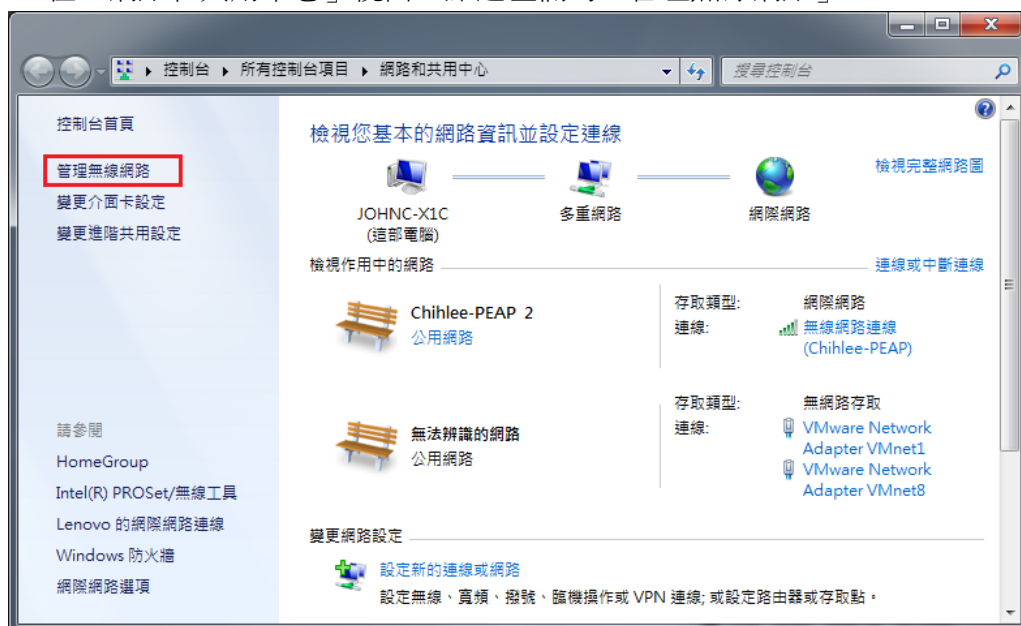 控制台 ▸ 所有控制台項目 ▸ 網路和共用中心
搜尋控制台
控制台首頁
管理無線網路
變更介面卡設定
變更進階共用設定
請參閱
HomeGroup
Intel(R) PROSet/無線工具
Lenovo 的網際網路連線
Windows 防火牆
網際網路選項
檢視您基本的網路資訊並設定連線
檢視完整網路圖
JOHNC-X1C
(這部電腦)
多重網路
網際網路
檢視作用中的網路
連線或中斷連線
Chihlee-PEAP 2
公用網路
存取類型: 網際網路
連線: 無線網路連線
(Chihlee-PEAP)
無法辨識的網路
公用網路
存取類型: 無網路存取
連線: VMware Network
Adapter VMnet1
VMware Network
Adapter VMnet8
變更網路設定
設定新的連線或網路
設定無線、寬頻、撥號、臨機操作或 VPN 連線; 或設定路由器或存取點。